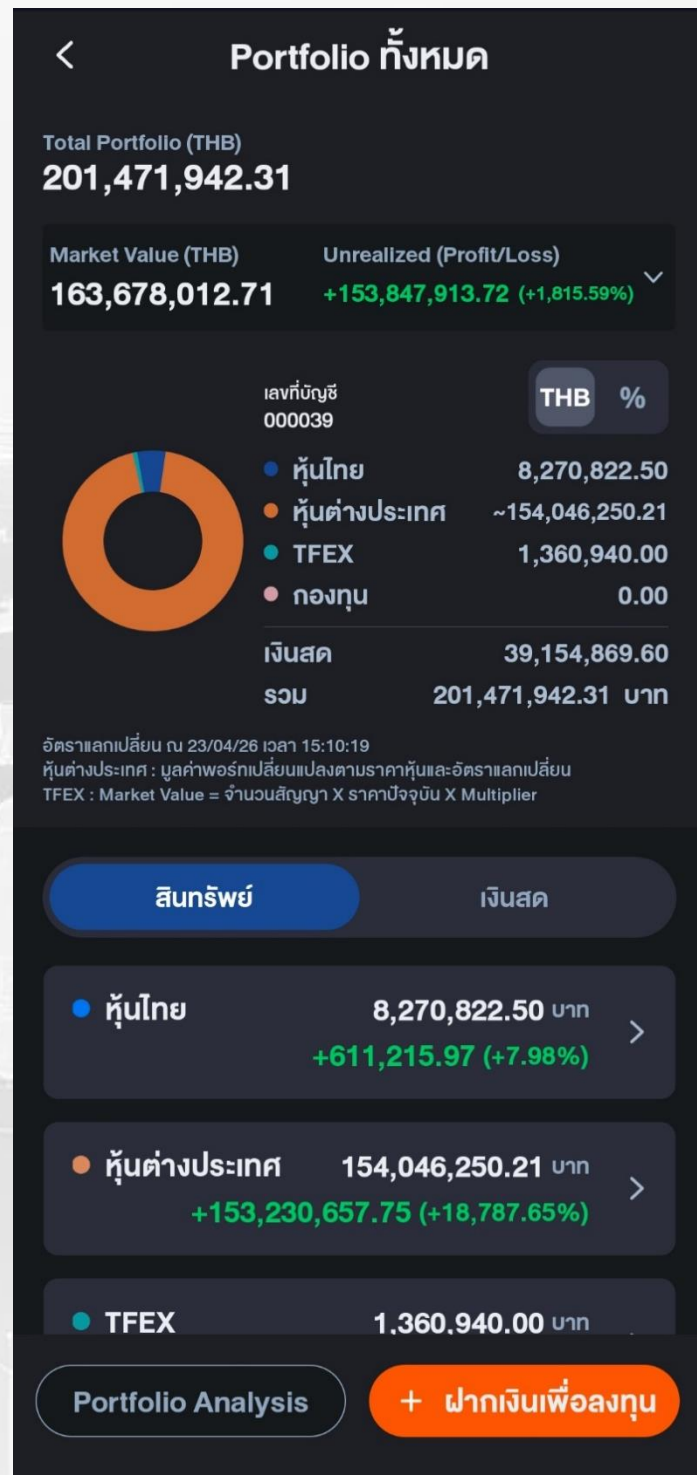 Portfolio ทั้งหมด
Total Portfolio (THB)
201,471,942.31
Market Value (THB) Unrealized (Profit/Loss)
163,678,012.71 +153,847,913.72 (+1,815.59%)
เลขที่บัญชี
000039
THB %
หุ้นไทย 8,270,822.50
หุ้นต่างประเทศ ~154,046,250.21
TFEX 1,360,940.00
กองทุน 0.00
เงินสด 39,154,869.60
รวม 201,471,942.31 บาท
อัตราแลกเปลี่ยน ณ 23/04/26 เวลา 15:10:19
หุ้นต่างประเทศ : มูลค่าพอร์ทเปลี่ยนแปลงตามราคาหุ้นและอัตราแลกเปลี่ยน
TFEX : Market Value = จำนวนสัญญา X ราคาปัจจุบัน X Multiplier
สินทรัพย์ เงินสด
หุ้นไทย 8,270,822.50 บาท
+611,215.97 (+7.98%)
หุ้นต่างประเทศ 154,046,250.21 บาท
+153,230,657.75 (+18,787.65%)
TFEX 1,360,940.00 บาท
Portfolio Analysis + ฝากเงินเพื่อลงทุน